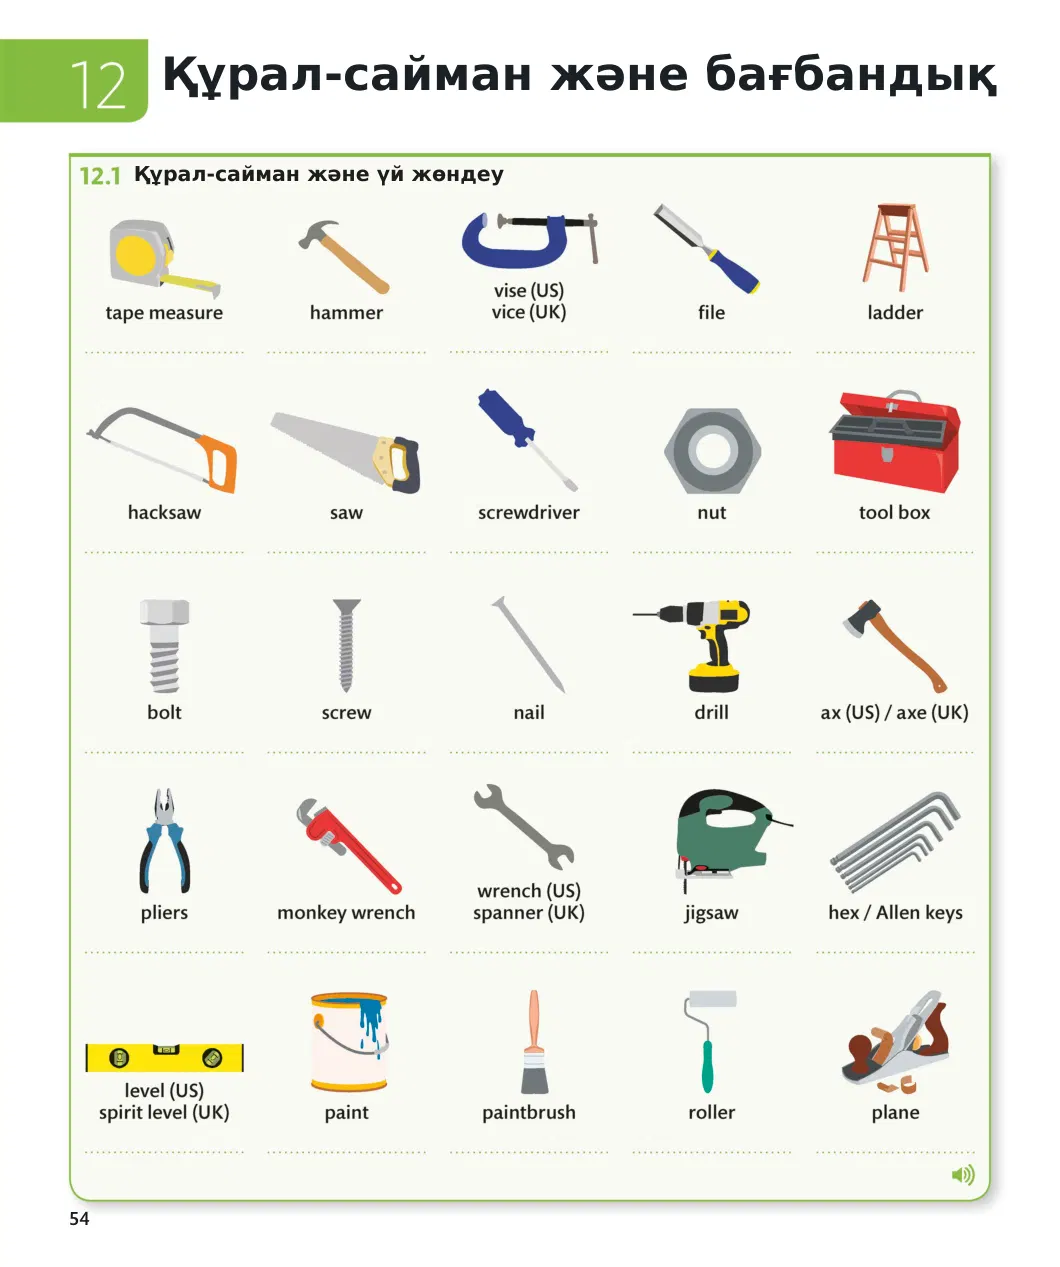 12
Құрал-сайман және бағбандық
12.1 Құрал-сайман және үй жөндеу
tape measure
hammer
vise (US)
vice (UK)
file
ladder
hacksaw
saw
screwdriver
nut
tool box
bolt
screw
nail
drill
ax (US) / axe (UK)
pliers
monkey wrench
wrench (US)
spanner (UK)
jigsaw
hex / Allen keys
level (US)
spirit level (UK)
paint
paintbrush
roller
plane
54